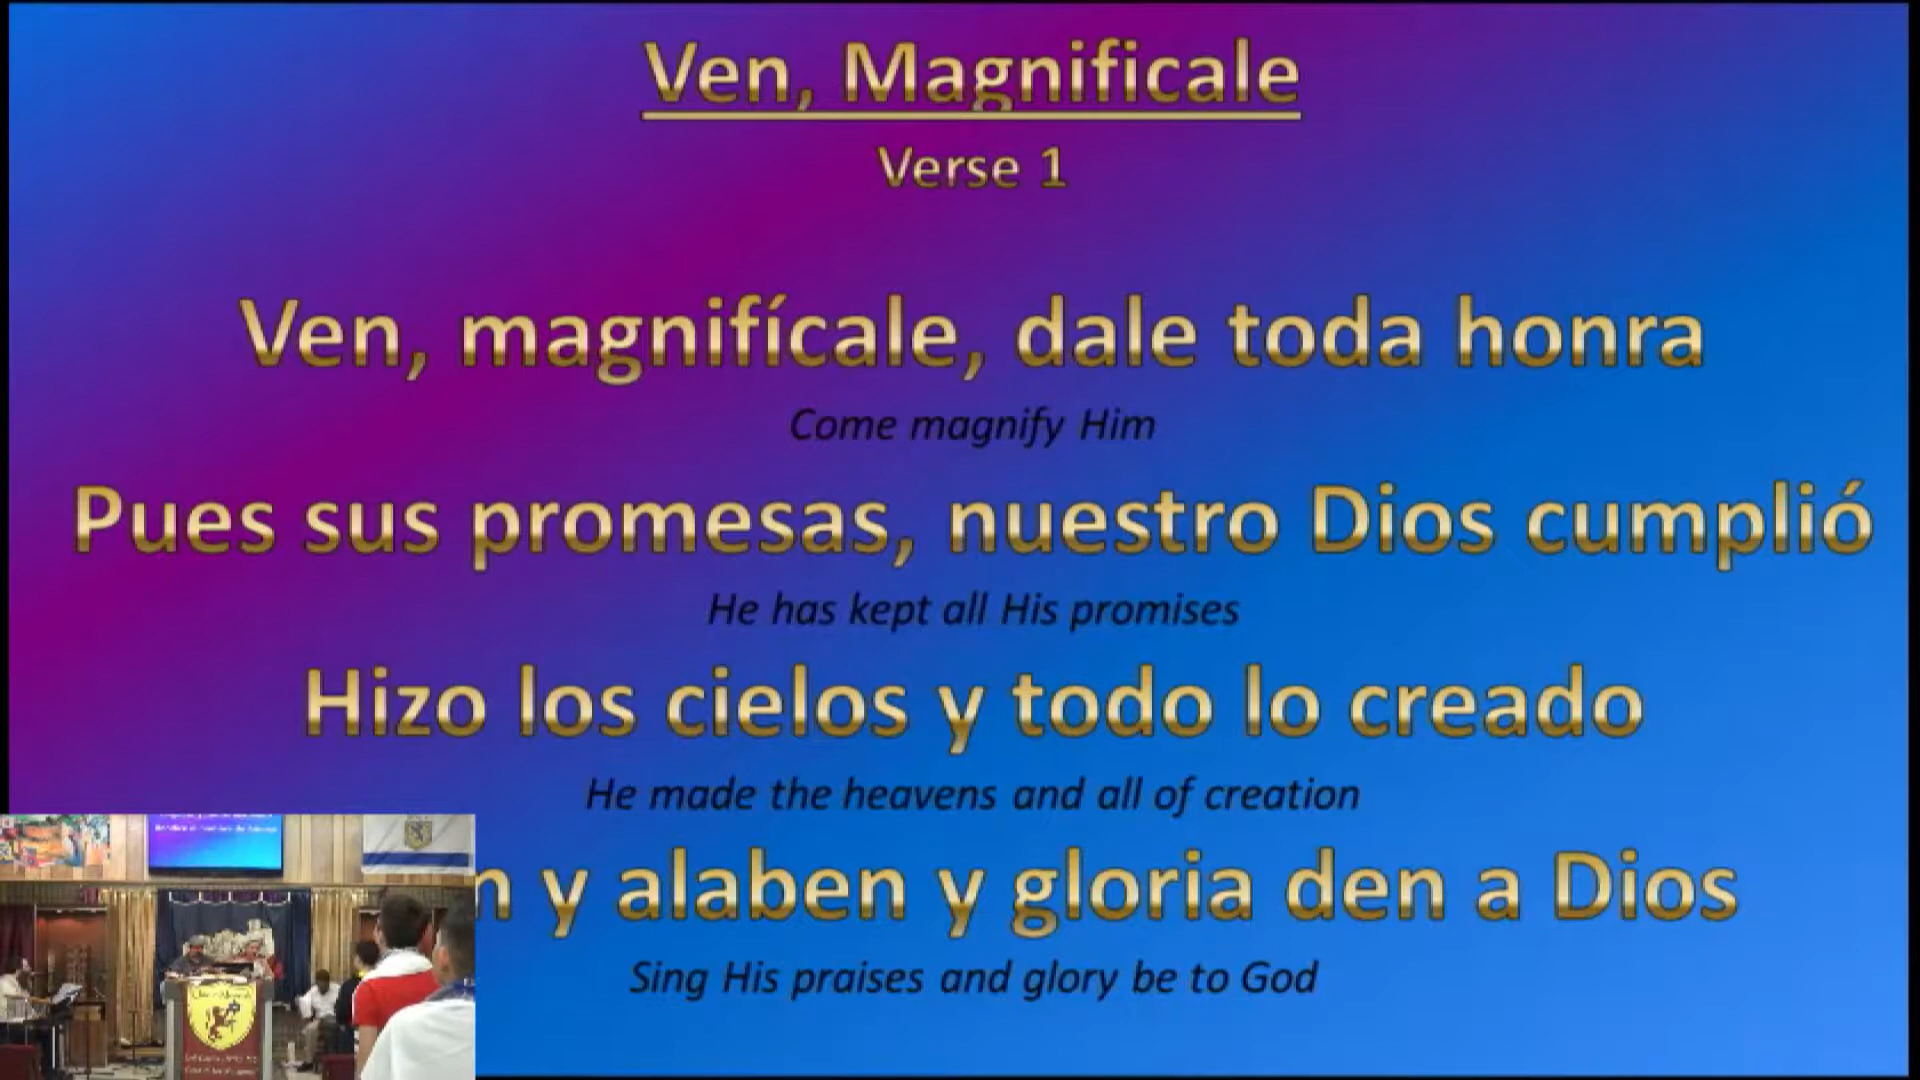 Ven, Magnificale
Verse 1
Ven, magnifícale, dale toda honra
Come magnify Him
Pues sus promesas, nuestro Dios cumplió
He has kept all His promises
Hizo los cielos y todo lo creado
He made the heavens and all of creation
y alaben y gloria den a Dios
Sing His praises and glory be to God